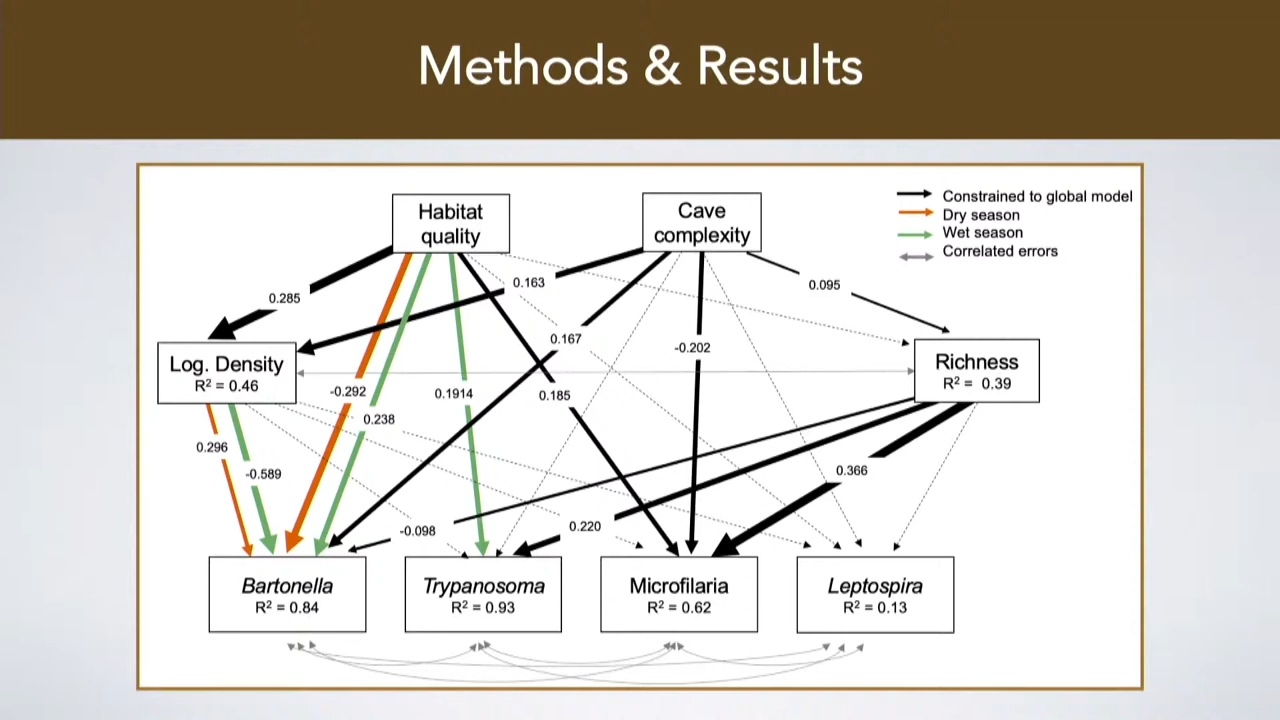 Methods & Results
Habitat
quality
Cave
complexity
Constrained to global model
Dry season
Wet season
Correlated errors
0.163
0.095
0.285
0.167
-0.202
Log. Density
R² = 0.46
Richness
R² = 0.39
-0.292
0.1914
0.185
0.238
0.296
-0.589
0.366
-0.098
0.220
Bartonella
R² = 0.84
Trypanosoma
R² = 0.93
Microfilaria
R² = 0.62
Leptospira
R² = 0.13